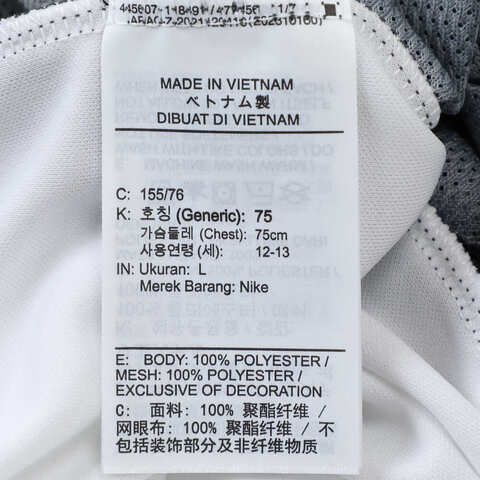 MADE IN VIETNAM
ベトナム製
DIBUAT DI VIETNAM
C: 155/76
K: 호칭 (Generic): 75
가슴둘레 (Chest): 75cm
사용연령 (세): 12-13
IN: Ukuran: L
Merek Barang: Nike
E: BODY: 100% POLYESTER /
MESH: 100% POLYESTER /
EXCLUSIVE OF DECORATION
C: 面料: 100% 聚酯纤维 /
网眼布: 100% 聚酯纤维 / 不
包括装饰部分及非纤维物质